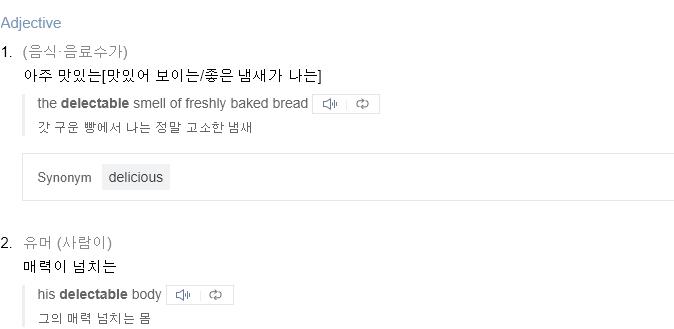 Adjective
1. (음식·음료수가)
아주 맛있는[맛있어 보이는/좋은 냄새가 나는]
the delectable smell of freshly baked bread
갓 구운 빵에서 나는 정말 고소한 냄새
Synonym delicious
2. 유머 (사람이)
매력이 넘치는
his delectable body
그의 매력 넘치는 몸